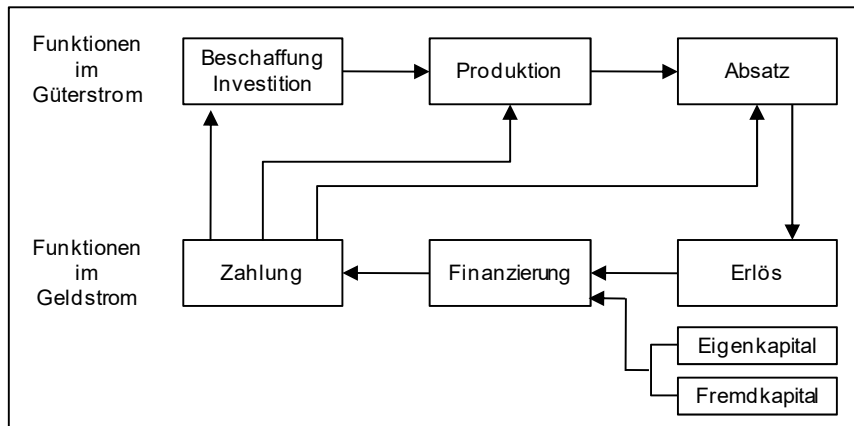 Funktionen
im
Güterstrom
Beschaffung
Investition
Produktion
Absatz
Funktionen
im
Geldstrom
Zahlung
Finanzierung
Erlös
Eigenkapital
Fremdkapital